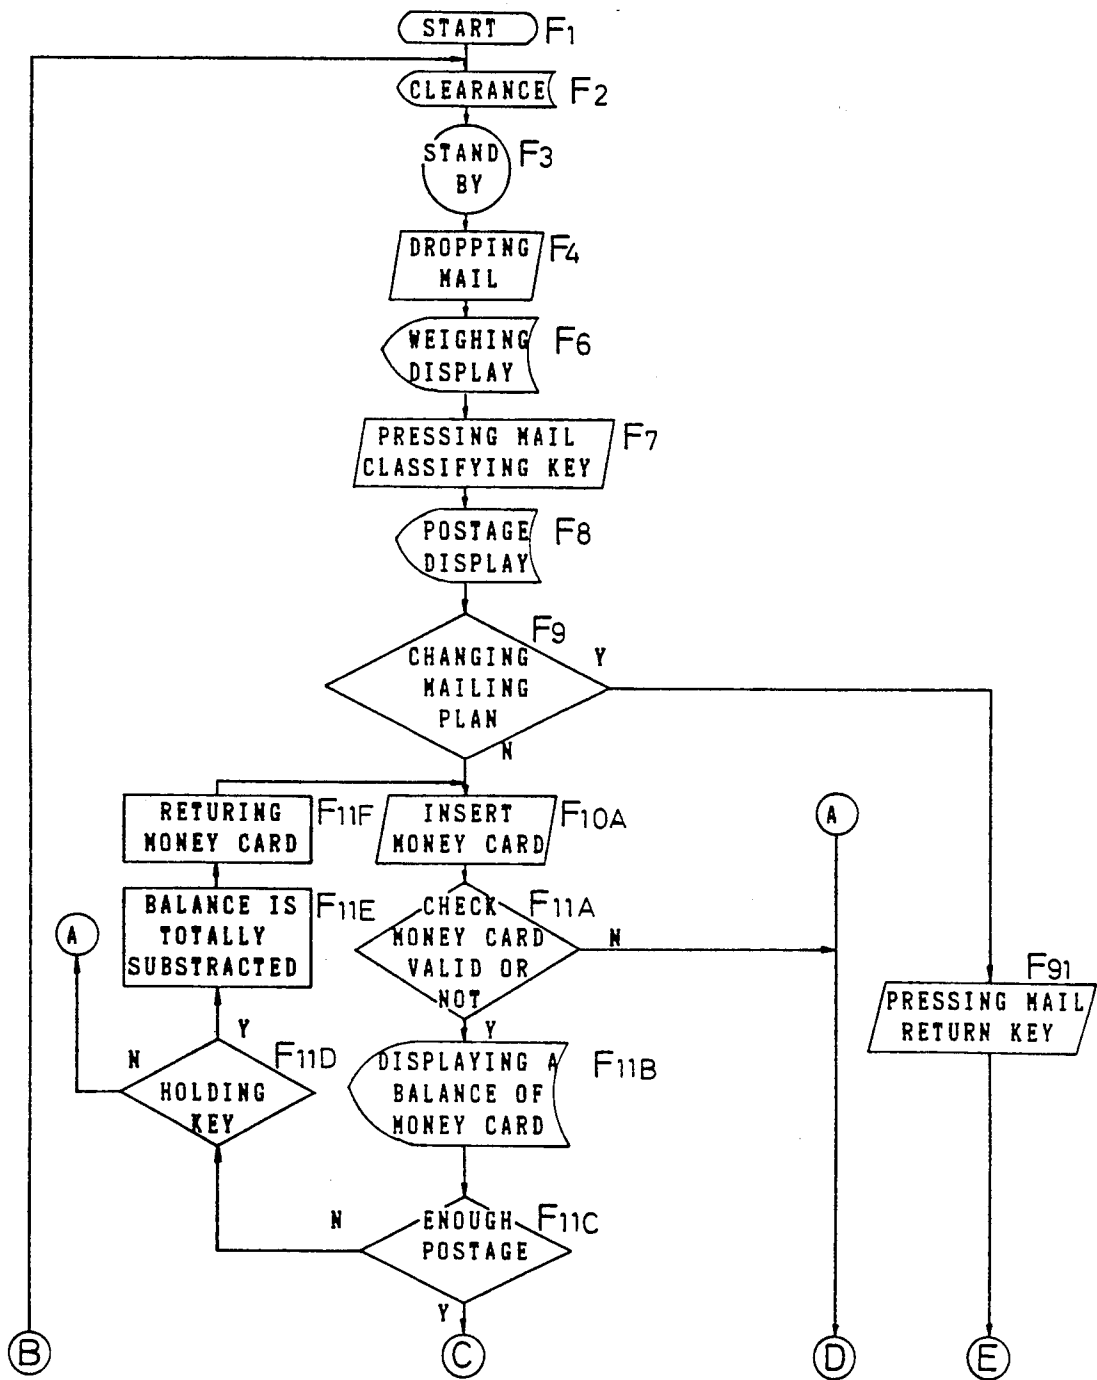 START F1
CLEARANCE F2
STAND BY F3
DROPPING MAIL F4
WEIGHING DISPLAY F6
PRESSING MAIL CLASSIFYING KEY F7
POSTAGE DISPLAY F8
F9
CHANGING MAILING PLAN
Y
N
RETURING MONEY CARD F11F
INSERT MONEY CARD F10A
A
BALANCE IS TOTALLY SUBSTRACTED F11E
CHECK MONEY CARD VALID OR NOT F11A
N
Y
A
F91
PRESSING MAIL RETURN KEY
Y
N
HOLDING KEY F11D
DISPLAYING A BALANCE OF MONEY CARD F11B
N
ENOUGH POSTAGE F11C
Y
B
C
D
E